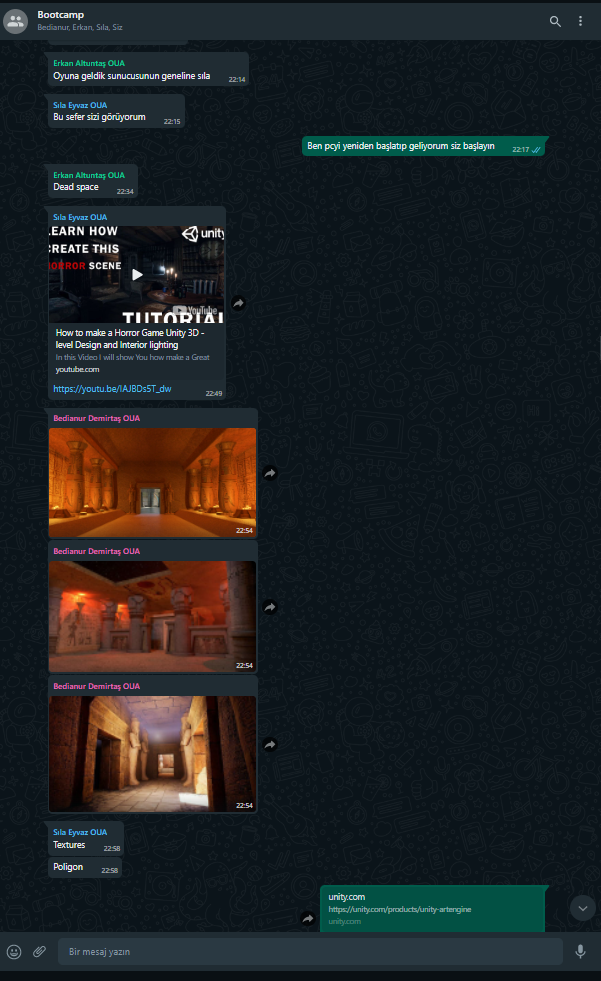 Bootcamp
Bedianur, Erkan, Sıla, Siz
Erkan Altuntaş OUA
Oyuna geldik sunucusunun geneline sıla
22:14
Sıla Eyvaz OUA
Bu sefer sizi görüyorum
22:15
Ben pcyi yeniden başlatıp geliyorum siz başlayın
22:17
Erkan Altuntaş OUA
Dead space
22:34
Sıla Eyvaz OUA
LEARN HOW
CREATE THIS
HORROR SCENE
unity
YouTube
TUTORIAL
How to make a Horror Game Unity 3D -
level Design and Interior lighting
In this Video I will show You how make a Great
youtube.com
https://youtu.be/lAJBDsST_dw
22:49
Bedianur Demirtaş OUA
22:54
Bedianur Demirtaş OUA
22:54
Bedianur Demirtaş OUA
22:54
Sıla Eyvaz OUA
Textures
22:58
Poligon
22:58
unity.com
https://unity.com/products/unity-artengine
unity.com
Bir mesaj yazın